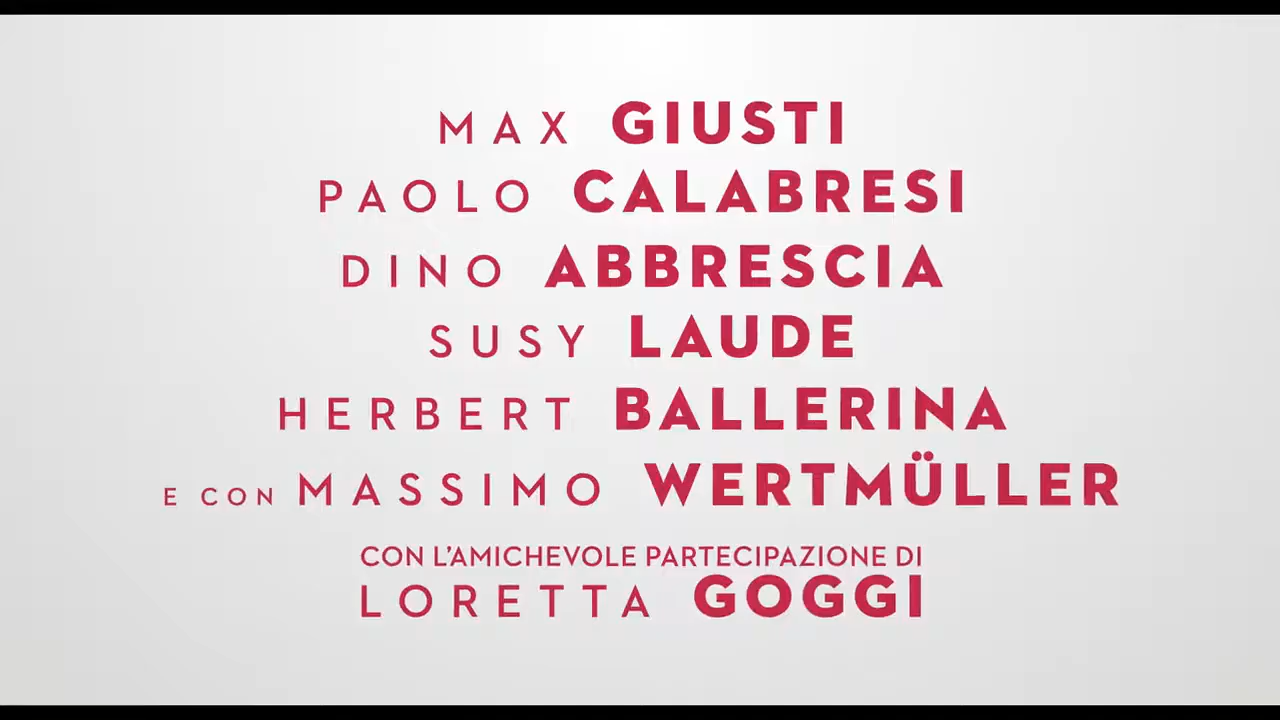 MAX GIUSTI
PAOLO CALABRESI
DINO ABBRESCIA
SUSY LAUDE
HERBERT BALLERINA
E CON MASSIMO WERTMÜLLER
CON L'AMICHEVOLE PARTECIPAZIONE DI
LORETTA GOGGI